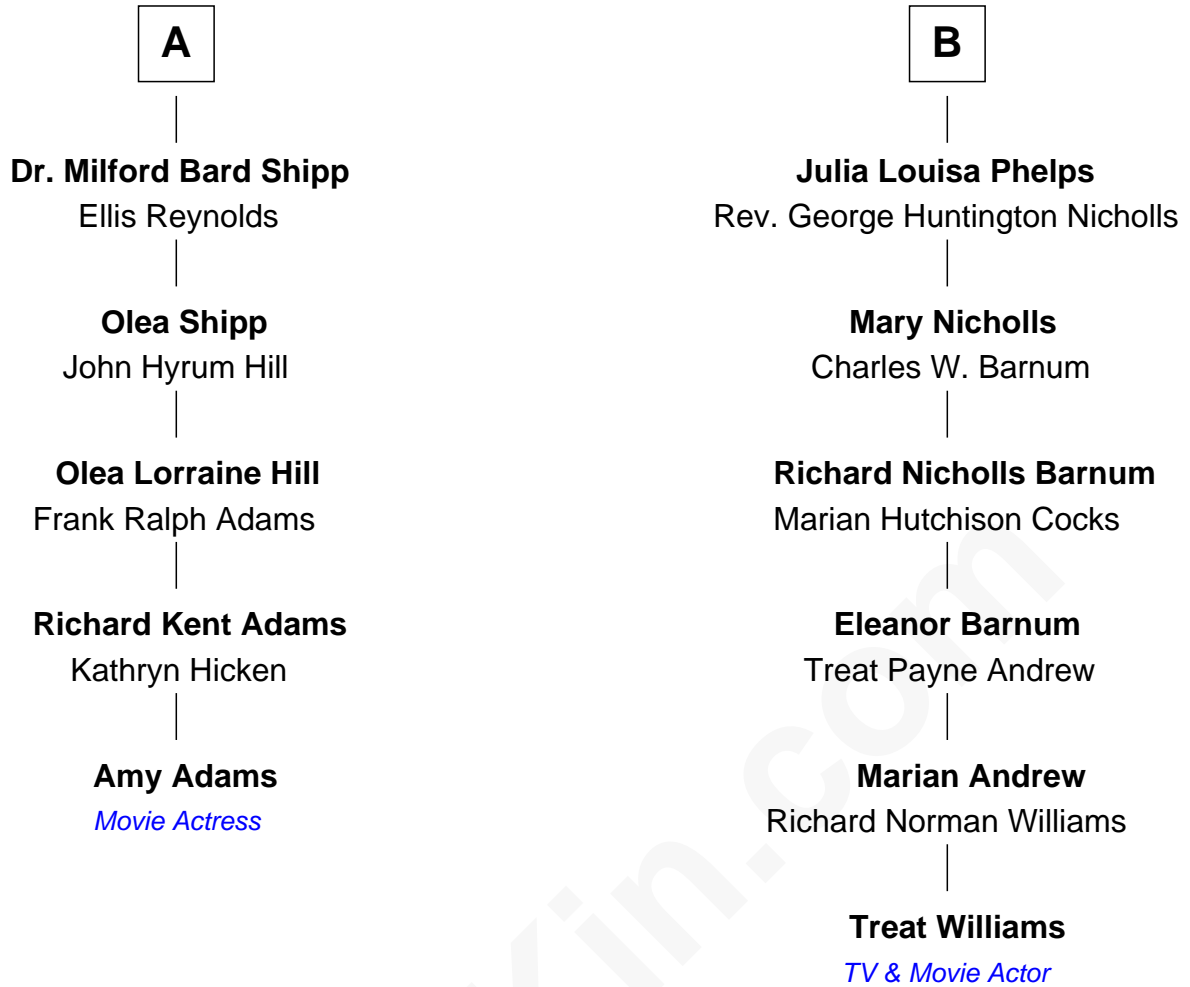 A
Dr. Milford Bard Shipp
Ellis Reynolds
Olea Shipp
John Hyrum Hill
Olea Lorraine Hill
Frank Ralph Adams
Richard Kent Adams
Kathryn Hicken
Amy Adams
Movie Actress
B
Julia Louisa Phelps
Rev. George Huntington Nicholls
Mary Nicholls
Charles W. Barnum
Richard Nicholls Barnum
Marian Hutchison Cocks
Eleanor Barnum
Treat Payne Andrew
Marian Andrew
Richard Norman Williams
Treat Williams
TV & Movie Actor